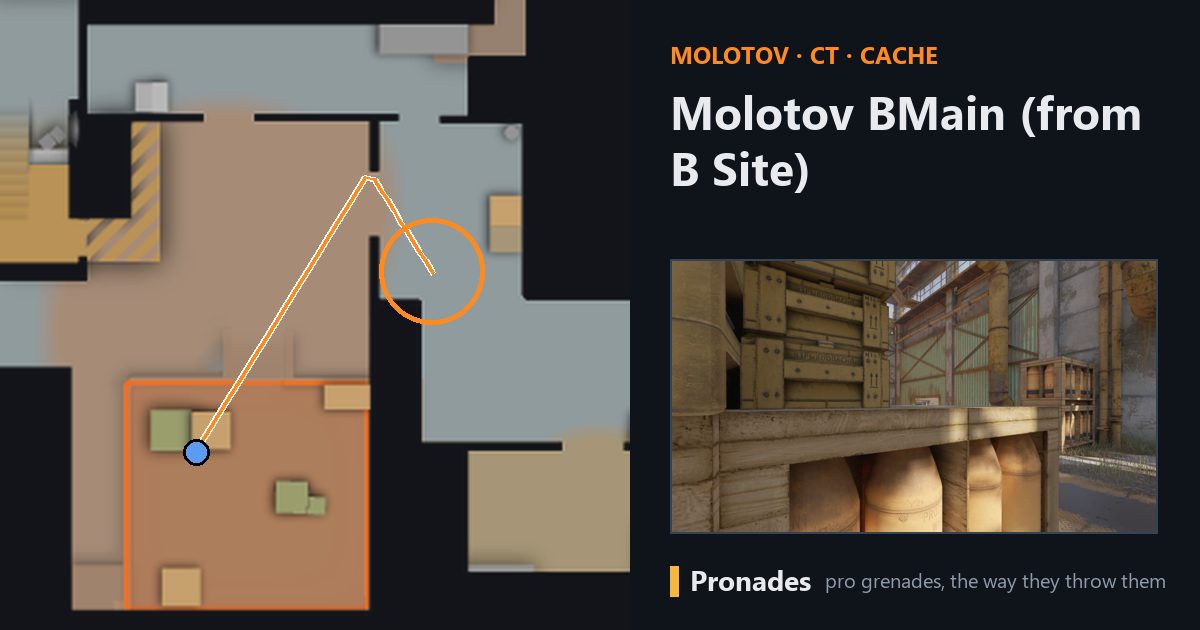 MOLOTOV · CT · CACHE
Molotov BMain (from
B Site)
Pronades pro grenades, the way they throw them